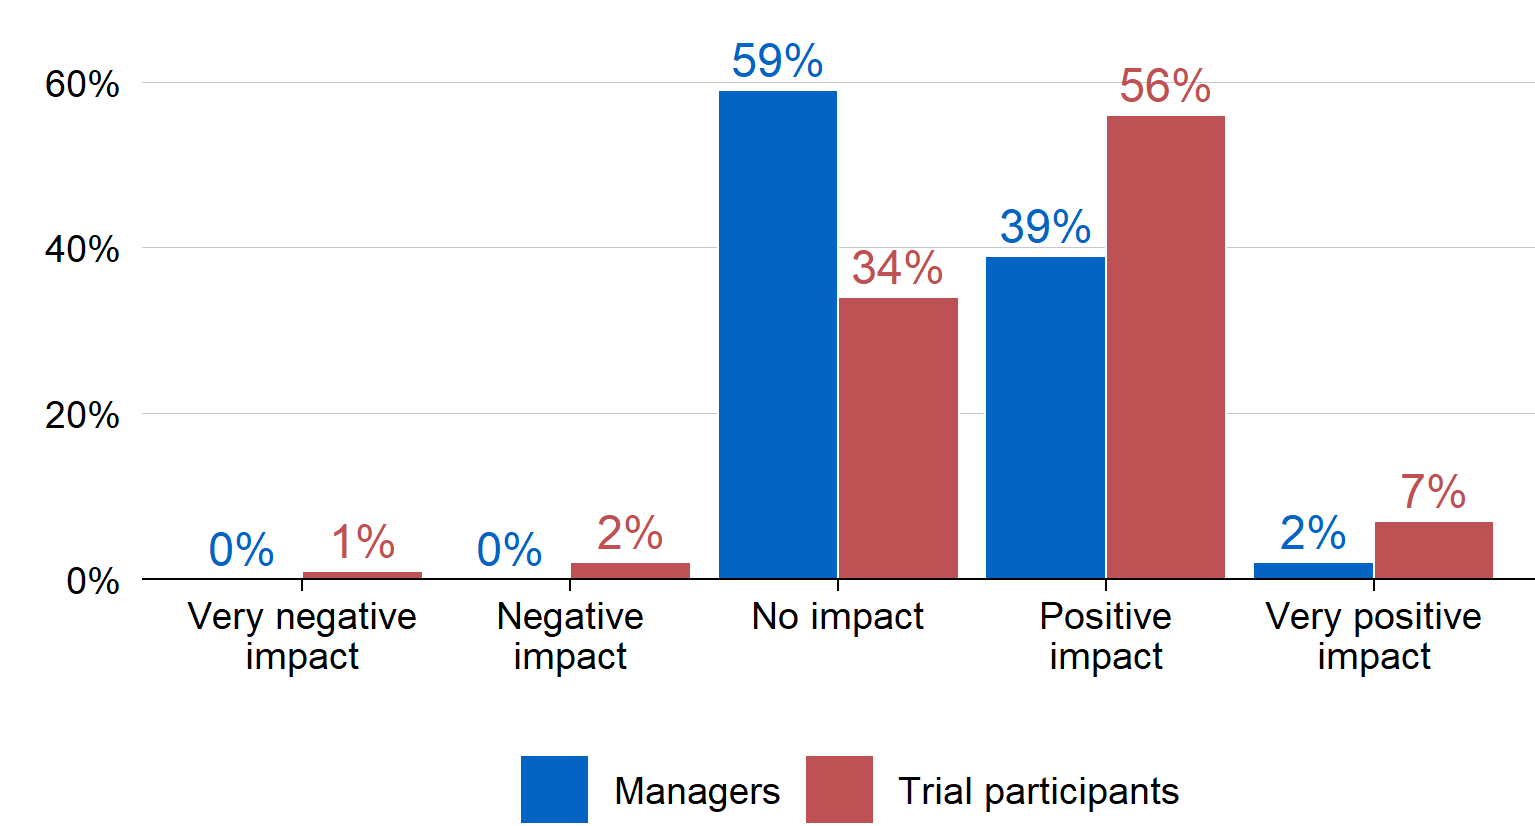 60%
40%
20%
0%
59%
56%
39%
34%
7%
2%
2%
1%
0%
0%
Very negative
impact
Negative
impact
No impact
Positive
impact
Very positive
impact
Managers
Trial participants